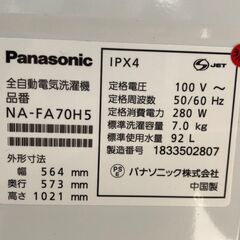 Panasonic
IPX4
JET
全自動電気洗濯機
品番
NA-FA70H5
外形寸法
幅 564 mm
奥行 573 mm
高さ 1021 mm
定格電圧 100 V~
定格周波数 50/60 Hz
定格消費電力 280 W
標準洗濯容量 7.0 kg
標準使用水量 92 L
製造番号 1833502807
PSE
パナソニック株式会社
中国製